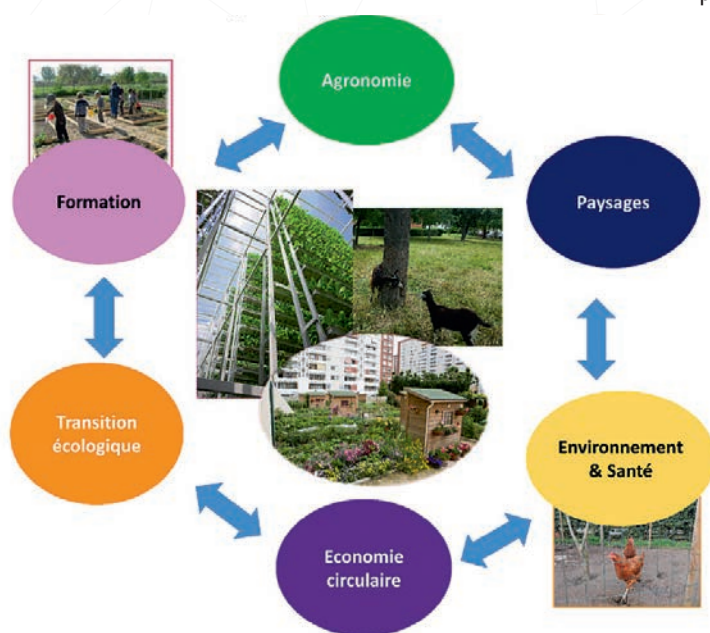 Agronomie
Formation
Paysages
Transition
écologique
Environnement
& Santé
Economie
circulaire